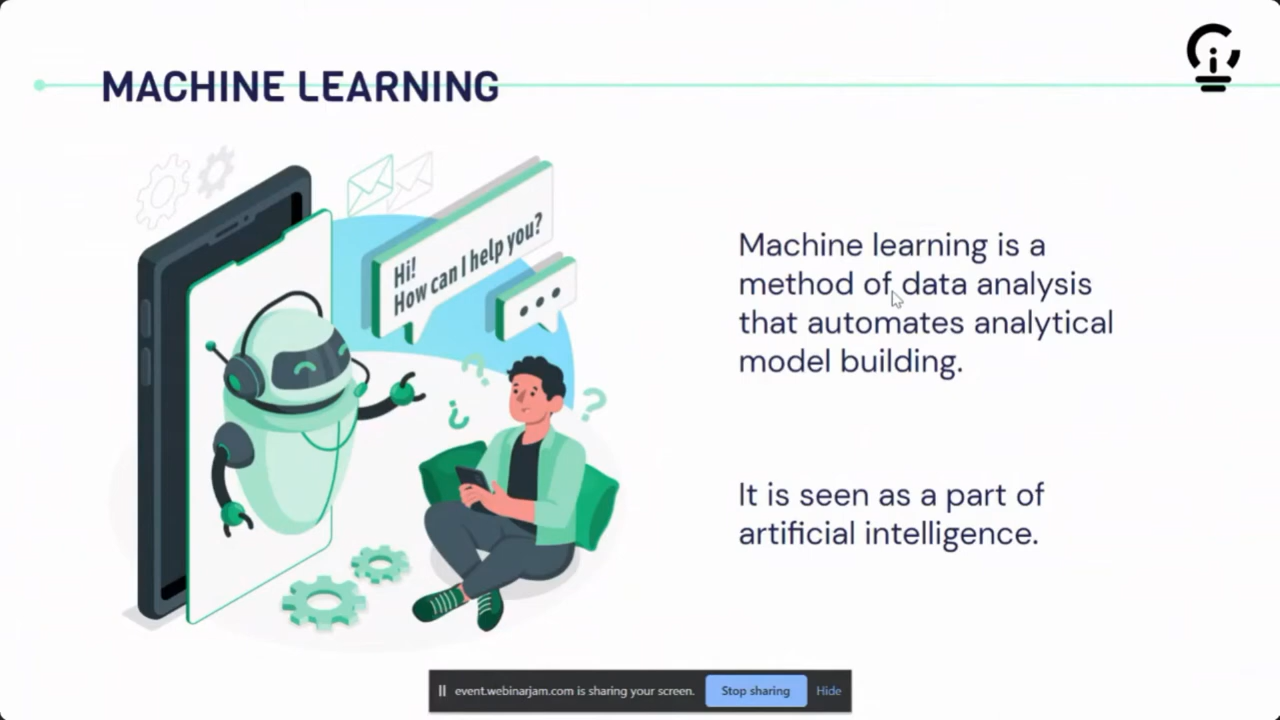 MACHINE LEARNING
Hi!
How can I help you?
Machine learning is a
method of data analysis
that automates analytical
model building.
It is seen as a part of
artificial intelligence.
event.webinarjam.com is sharing your screen.
Stop sharing
Hide